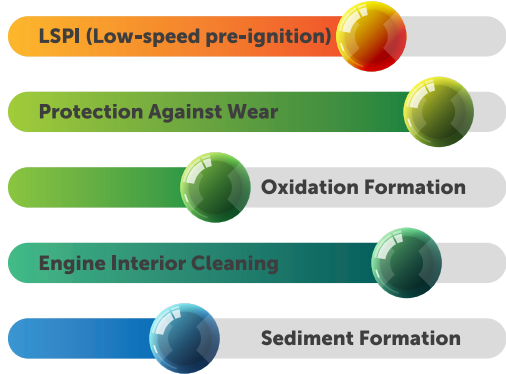 LSPI (Low-speed pre-ignition)
Protection Against Wear
Oxidation Formation
Engine Interior Cleaning
Sediment Formation